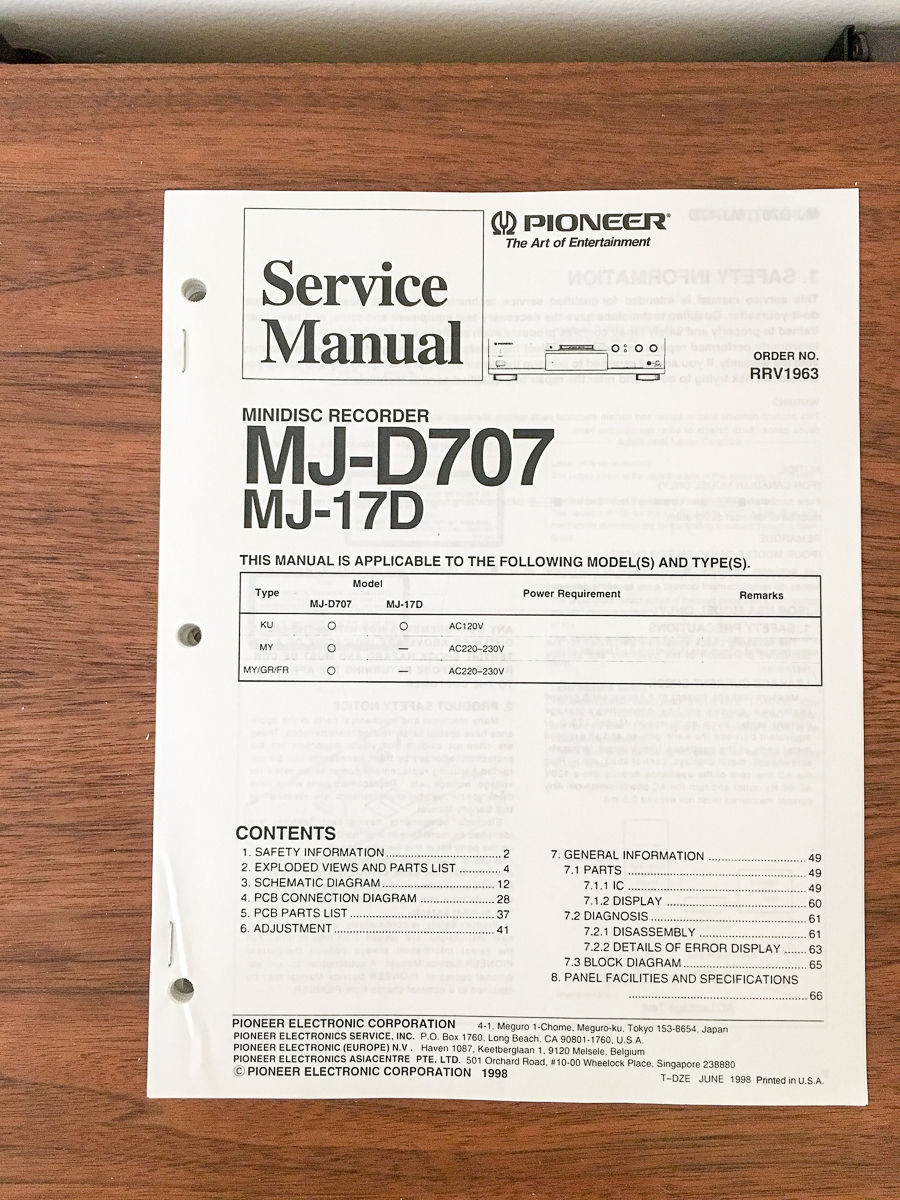 PIONEER®
The Art of Entertainment
Service
Manual
ORDER NO.
RRV1963
MINIDISC RECORDER
MJ-D707
MJ-17D
THIS MANUAL IS APPLICABLE TO THE FOLLOWING MODEL(S) AND TYPE(S).
Type Model Power Requirement Remarks
MJ-D707 MJ-17D
KU ○ ○ AC120V
MY ○ — AC220–230V
MY/GR/FR ○ — AC220–230V
CONTENTS
1. SAFETY INFORMATION ........ 2
2. EXPLODED VIEWS AND PARTS LIST ........ 4
3. SCHEMATIC DIAGRAM ........ 12
4. PCB CONNECTION DIAGRAM ........ 28
5. PCB PARTS LIST ........ 37
6. ADJUSTMENT ........ 41
7. GENERAL INFORMATION ........ 49
7.1 PARTS ........ 49
7.1.1 IC ........ 49
7.1.2 DISPLAY ........ 60
7.2 DIAGNOSIS ........ 61
7.2.1 DISASSEMBLY ........ 61
7.2.2 DETAILS OF ERROR DISPLAY ........ 63
7.3 BLOCK DIAGRAM ........ 65
8. PANEL FACILITIES AND SPECIFICATIONS
........ 66
PIONEER ELECTRONIC CORPORATION 4-1, Meguro 1-Chome, Meguro-ku, Tokyo 153-8654, Japan
PIONEER ELECTRONICS SERVICE, INC. P.O. Box 1760, Long Beach, CA 90801-1760, U.S.A.
PIONEER ELECTRONIC (EUROPE) N.V. Haven 1087, Keetberglaan 1, 9120 Melsele, Belgium
PIONEER ELECTRONICS ASIACENTRE PTE. LTD. 501 Orchard Road, #10-00 Wheelock Place, Singapore 238880
© PIONEER ELECTRONIC CORPORATION 1998
T–DZE JUNE 1998 Printed in U.S.A.